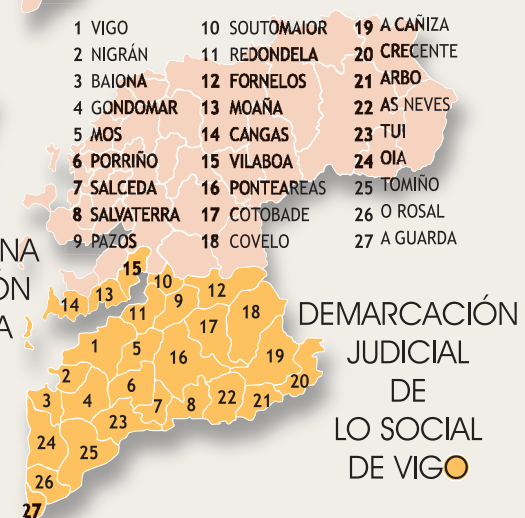 1 VIGO
2 NIGRÁN
3 BAIONA
4 GONDOMAR
5 MOS
6 PORRIÑO
7 SALCEDA
8 SALVATERRA
9 PAZOS
10 SOUTOMAIOR
11 REDONDELA
12 FORNELOS
13 MOAÑA
14 CANGAS
15 VILABOA
16 PONTEAREAS
17 COTOBADE
18 COVELO
19 A CAÑIZA
20 CRECENTE
21 ARBO
22 AS NEVES
23 TUI
24 OIA
25 TOMIÑO
26 O ROSAL
27 A GUARDA
NA
ÓN
A
DEMARCACIÓN
JUDICIAL
DE
LO SOCIAL
DE VIGO
15
10
12
14
13
9
11
18
17
1
5
16
19
2
6
20
3
4
7
8
22
21
23
24
25
26
27